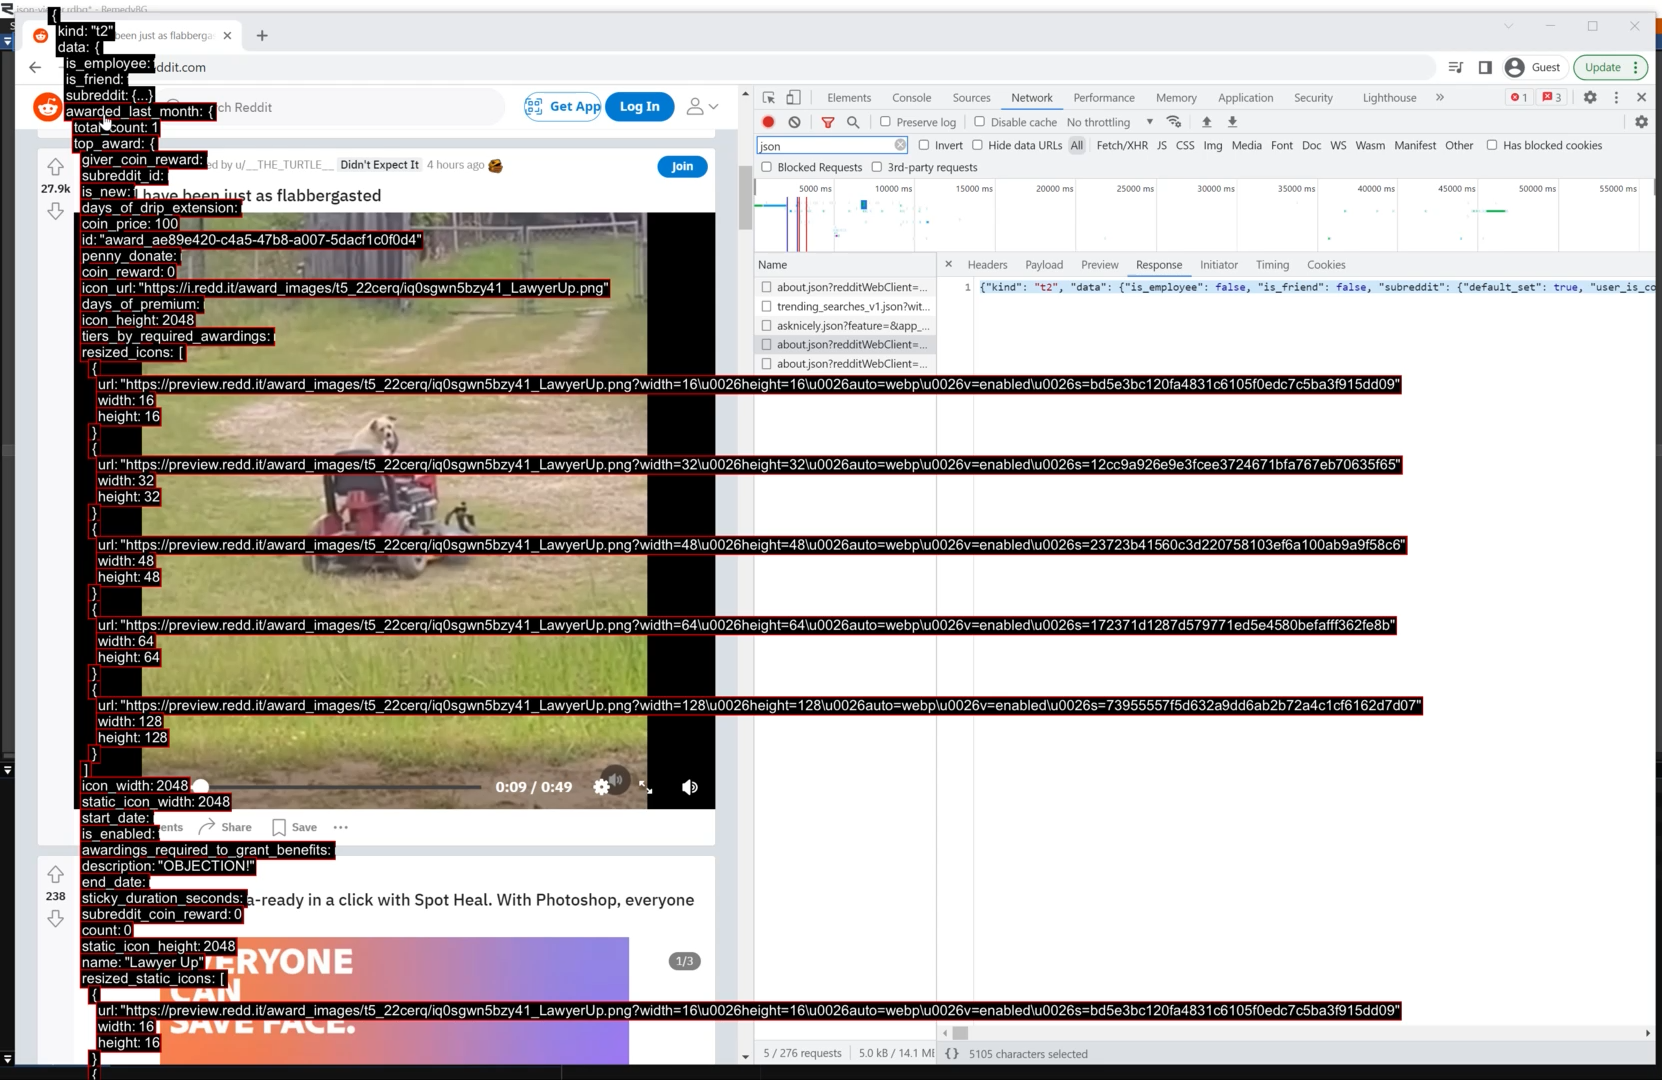 json-viewer.rdbg* - RemedyBG
been just as flabberga
ddit.com
Guest
Update
ch Reddit
Get App
Log In
{
kind: "t2"
data: {
is_employee:
is_friend:
subreddit: {...}
awarded_last_month: {
total_count: 1
top_award: {
giver_coin_reward:
subreddit_id:
is_new:
days_of_drip_extension:
coin_price: 100
id: "award_ae89e420-c4a5-47b8-a007-5dacf1c0f0d4"
penny_donate:
coin_reward: 0
icon_url: "https://i.redd.it/award_images/t5_22cerq/iq0sgwn5bzy41_LawyerUp.png"
days_of_premium:
icon_height: 2048
tiers_by_required_awardings:
resized_icons: [
{
url: "https://preview.redd.it/award_images/t5_22cerq/iq0sgwn5bzy41_LawyerUp.png?width=16\u0026height=16\u0026auto=webp\u0026v=enabled\u0026s=bd5e3bc120fa4831c6105f0edc7c5ba3f915dd09"
width: 16
height: 16
}
{
url: "https://preview.redd.it/award_images/t5_22cerq/iq0sgwn5bzy41_LawyerUp.png?width=32\u0026height=32\u0026auto=webp\u0026v=enabled\u0026s=12cc9a926e9e3fcee3724671bfa767eb70635f65"
width: 32
height: 32
}
{
url: "https://preview.redd.it/award_images/t5_22cerq/iq0sgwn5bzy41_LawyerUp.png?width=48\u0026height=48\u0026auto=webp\u0026v=enabled\u0026s=23723b41560c3d220758103ef6a100ab9a9f58c6"
width: 48
height: 48
}
{
url: "https://preview.redd.it/award_images/t5_22cerq/iq0sgwn5bzy41_LawyerUp.png?width=64\u0026height=64\u0026auto=webp\u0026v=enabled\u0026s=172371d1287d579771ed5e4580befafff362fe8b"
width: 64
height: 64
}
{
url: "https://preview.redd.it/award_images/t5_22cerq/iq0sgwn5bzy41_LawyerUp.png?width=128\u0026height=128\u0026auto=webp\u0026v=enabled\u0026s=73955557f5d632a9dd6ab2b72a4c1cf6162d7d07"
width: 128
height: 128
}
]
icon_width: 2048
static_icon_width: 2048
start_date:
is_enabled:
awardings_required_to_grant_benefits:
description: "OBJECTION!"
end_date:
sticky_duration_seconds:
subreddit_coin_reward: 0
count: 0
static_icon_height: 2048
name: "Lawyer Up"
resized_static_icons: [
{
url: "https://preview.redd.it/award_images/t5_22cerq/iq0sgwn5bzy41_LawyerUp.png?width=16\u0026height=16\u0026auto=webp\u0026v=enabled\u0026s=bd5e3bc120fa4831c6105f0edc7c5ba3f915dd09"
width: 16
height: 16
}
{
27.9k
ed by u/__THE_TURTLE__ Didn't Expect It 4 hours ago
Join
have been just as flabbergasted
0:09 / 0:49
ents
Share
Save
238
a-ready in a click with Spot Heal. With Photoshop, everyone
EVERYONE
CAN
SAVE FACE.
1/3
Elements Console Sources Network Performance Memory Application Security Lighthouse » 1 3
Preserve log Disable cache No throttling
json Invert Hide data URLs All Fetch/XHR JS CSS Img Media Font Doc WS Wasm Manifest Other Has blocked cookies
Blocked Requests 3rd-party requests
5000 ms 10000 ms 15000 ms 20000 ms 25000 ms 30000 ms 35000 ms 40000 ms 45000 ms 50000 ms 55000 ms
Name Headers Payload Preview Response Initiator Timing Cookies
about.json?redditWebClient=...
trending_searches_v1.json?wit...
asknicely.json?feature=&app_...
about.json?redditWebClient=...
about.json?redditWebClient=...
1 {"kind": "t2", "data": {"is_employee": false, "is_friend": false, "subreddit": {"default_set": true, "user_is_co
5 / 276 requests 5.0 kB / 14.1 ME {} 5105 characters selected